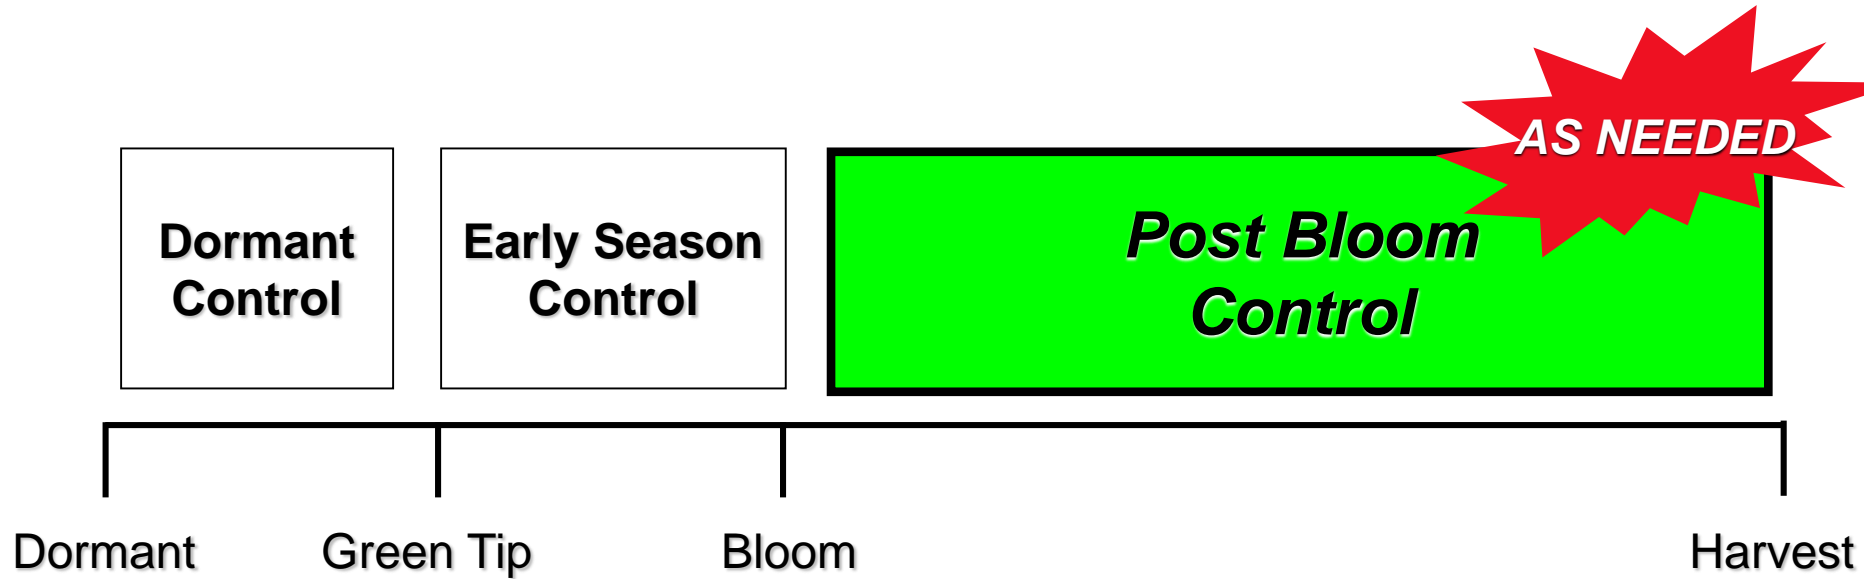 AS NEEDED
Dormant
Control
Early Season
Control
Post Bloom
Control
Dormant
Green Tip
Bloom
Harvest